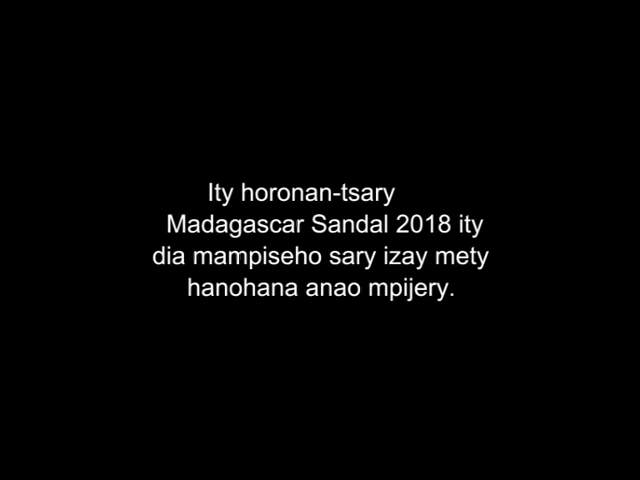 Ity horonan-tsary
Madagascar Sandal 2018 ity
dia mampiseho sary izay mety
hanohana anao mpijery.